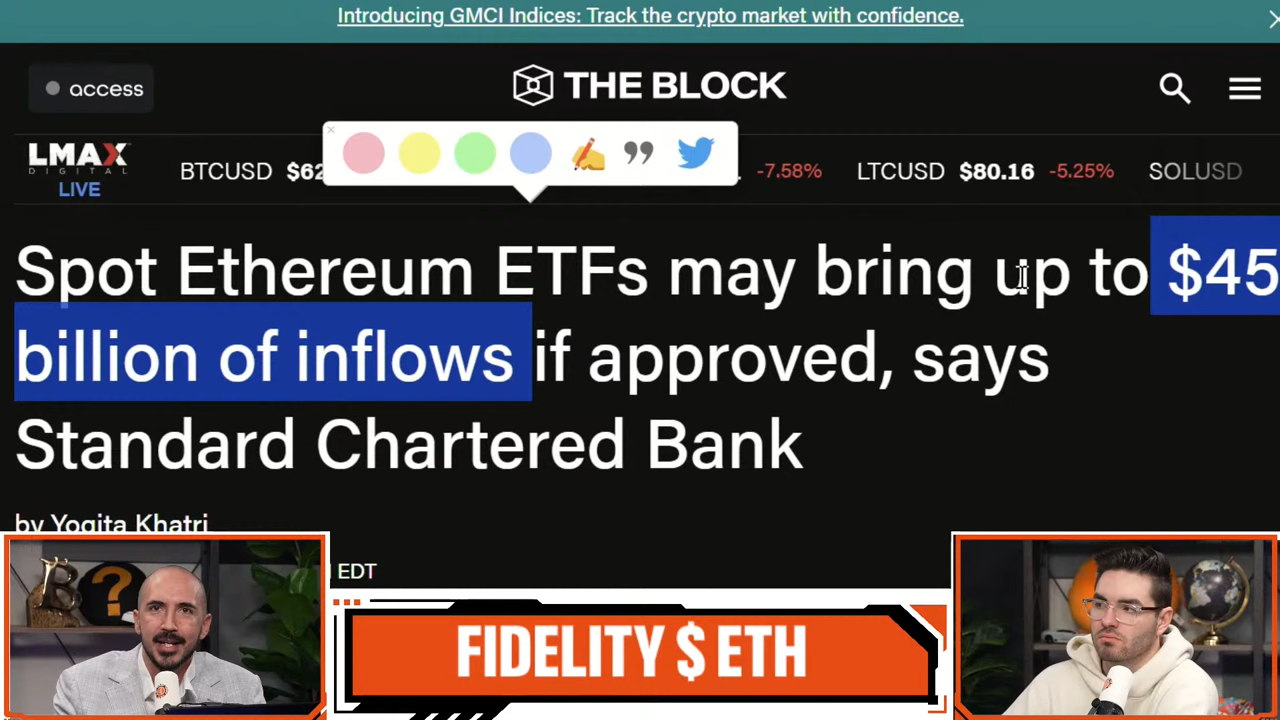 Introducing GMCI Indices: Track the crypto market with confidence.
access
THE BLOCK
LMAX
DIGITAL
LIVE
BTCUSD $62
-7.58% LTCUSD $80.16 -5.25% SOLUSD
Spot Ethereum ETFs may bring up to $45
billion of inflows if approved, says
Standard Chartered Bank
by Yogita Khatri
EDT
FIDELITY $ ETH